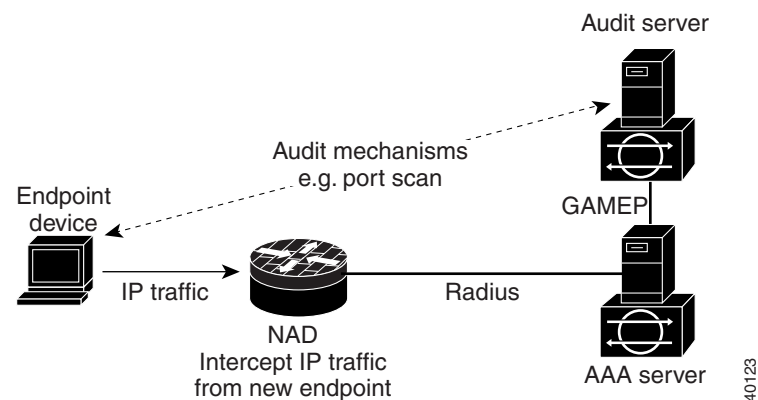 Audit server
Audit mechanisms
e.g. port scan
Endpoint
device
GAMEP
IP traffic
Radius
NAD
Intercept IP traffic
from new endpoint
AAA server
40123